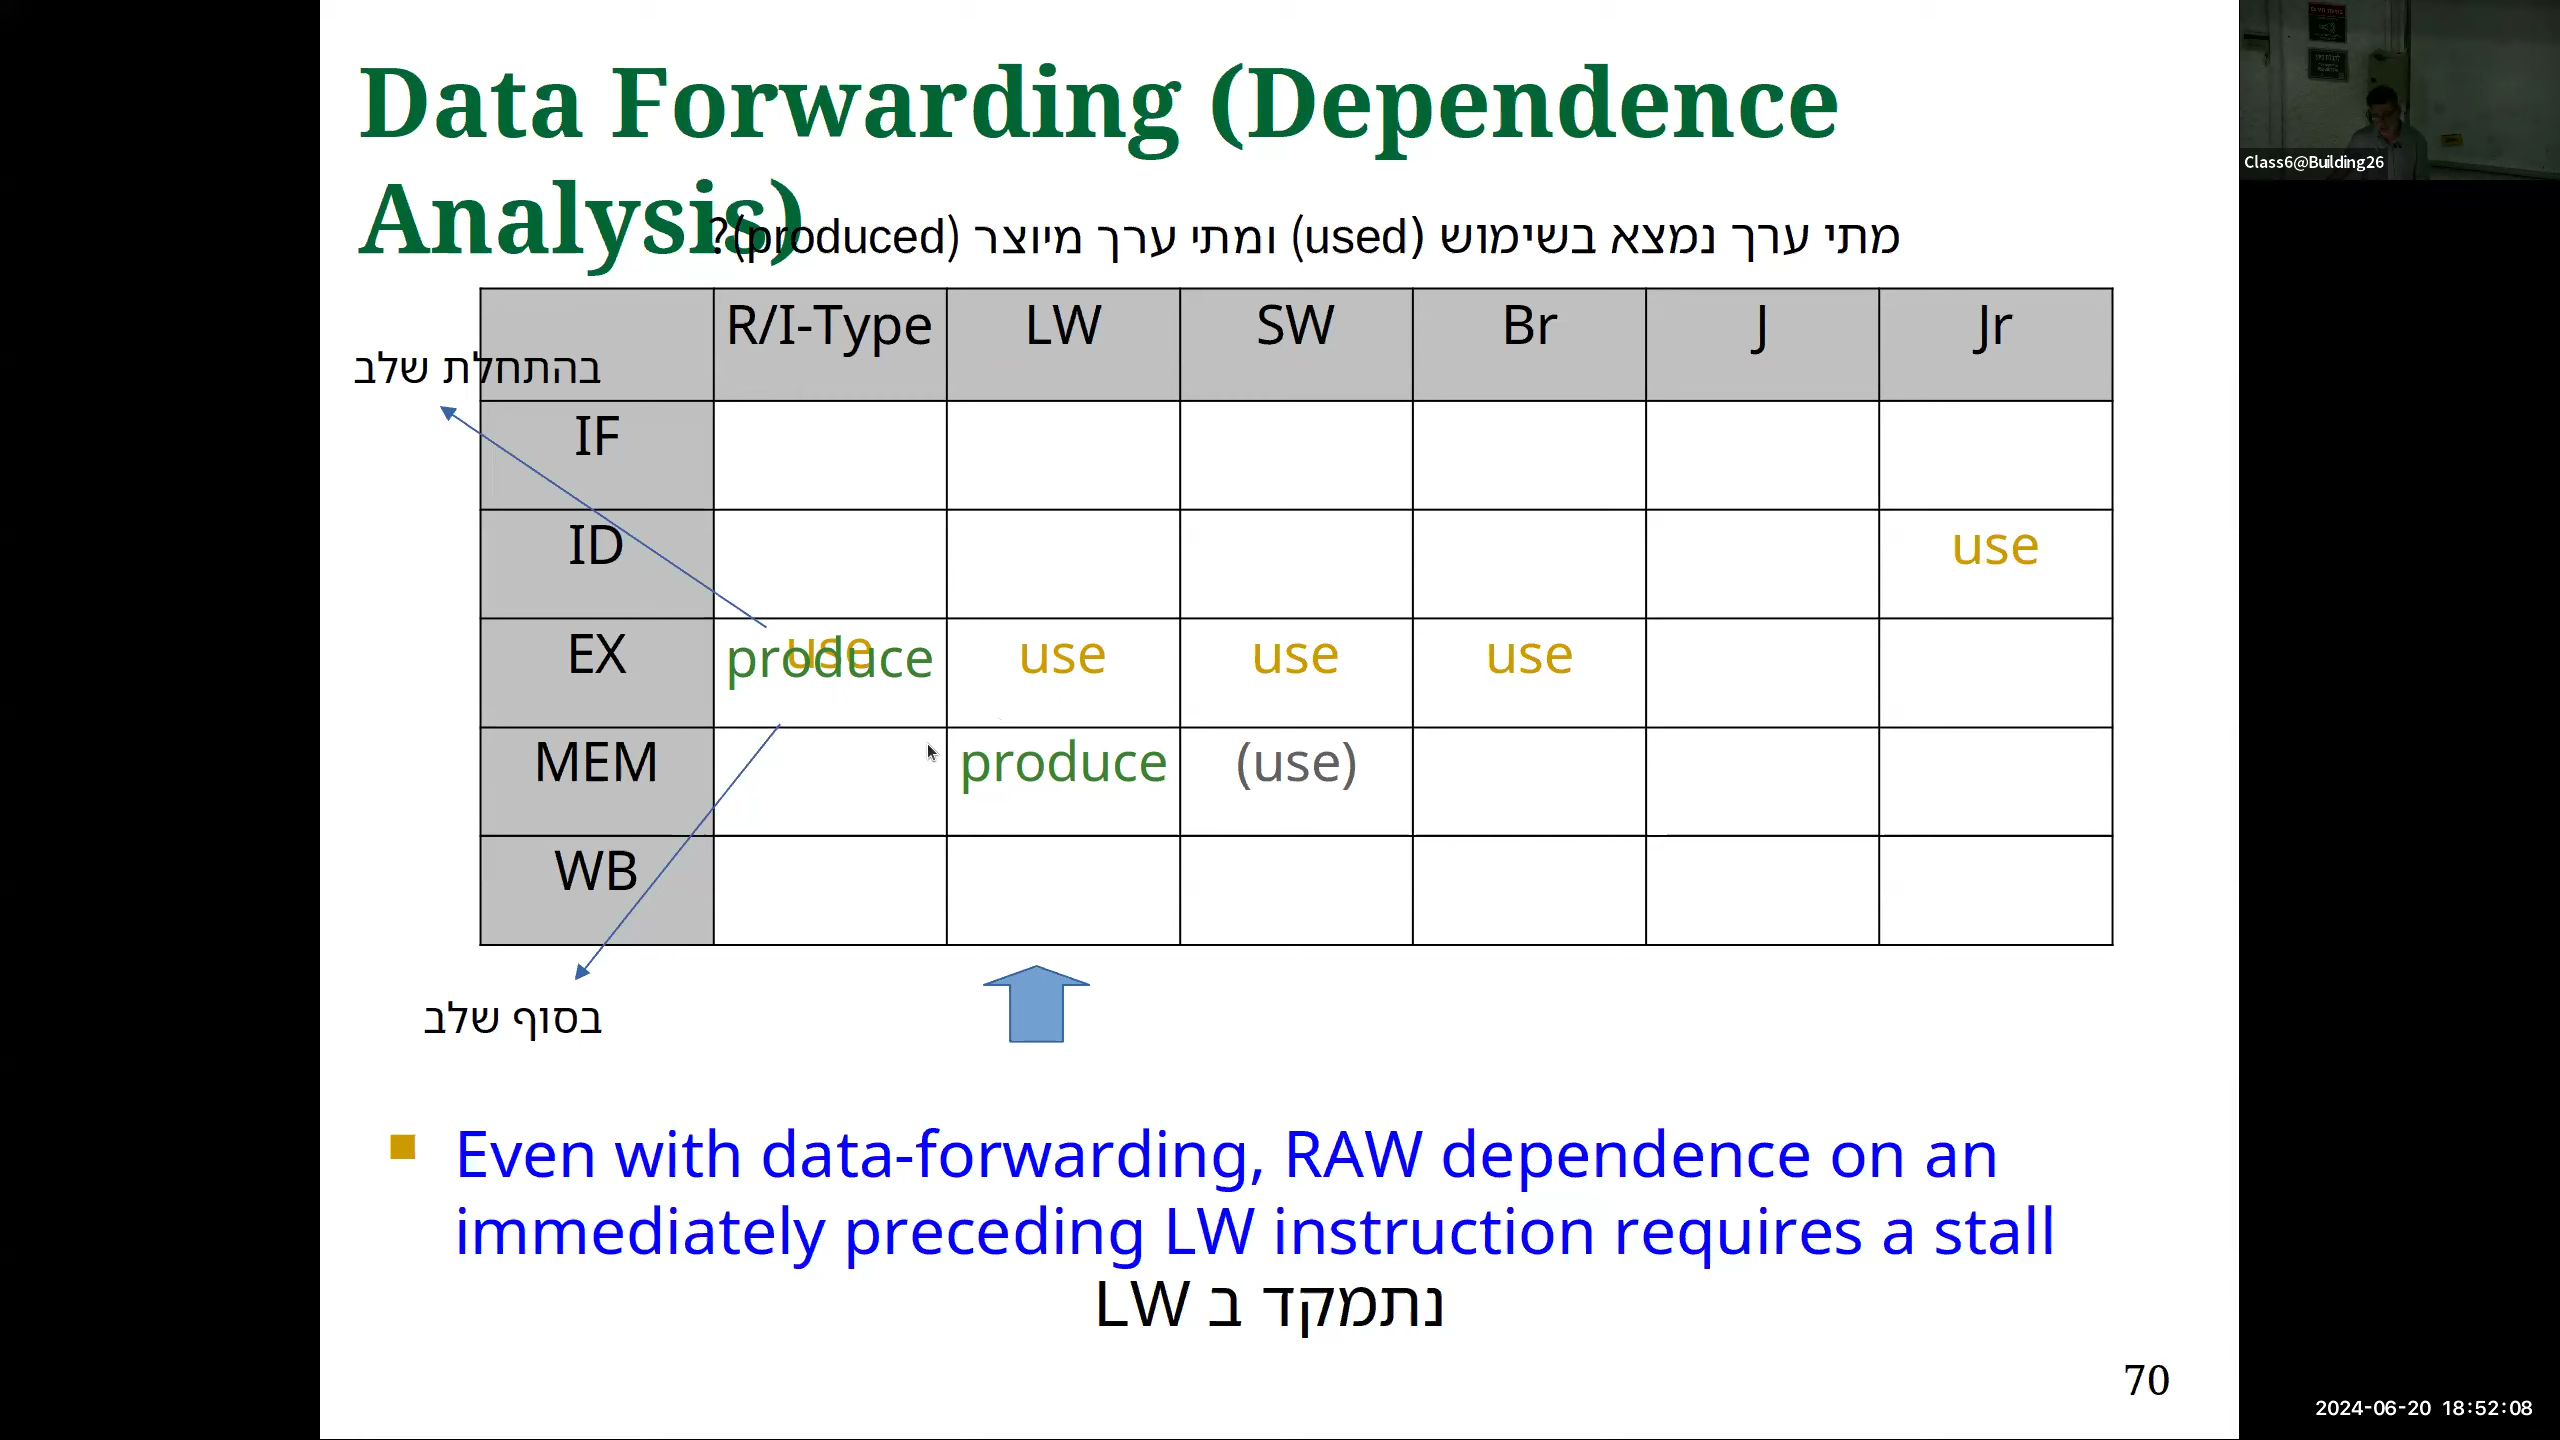 Data Forwarding (Dependence
Analysis)
מתי ערך נמצא בשימוש (used) ומתי ערך מיוצר (produced)?
R/I-Type LW SW Br J Jr
בהתחלת שלב
IF
ID use
EX use produce use use use
MEM produce (use)
WB
בסוף שלב
Even with data-forwarding, RAW dependence on an
immediately preceding LW instruction requires a stall
נתמקד ב LW
70
Class6@Building26
2024-06-20 18:52:08